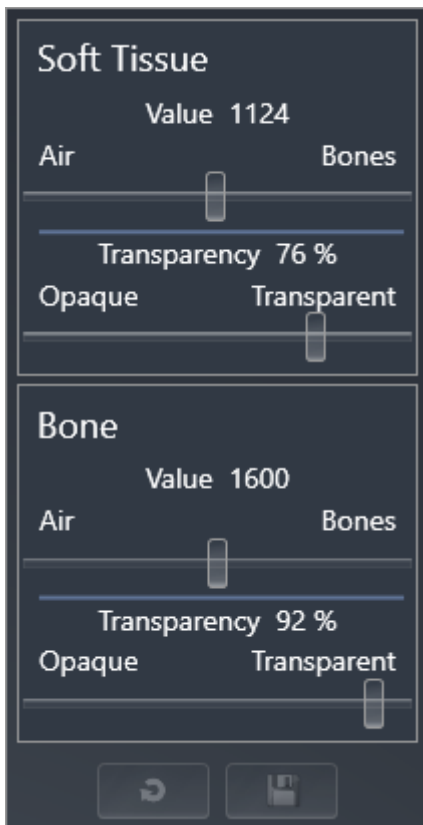 Soft Tissue
Value 1124
Air Bones
Transparency 76 %
Opaque Transparent
Bone
Value 1600
Air Bones
Transparency 92 %
Opaque Transparent